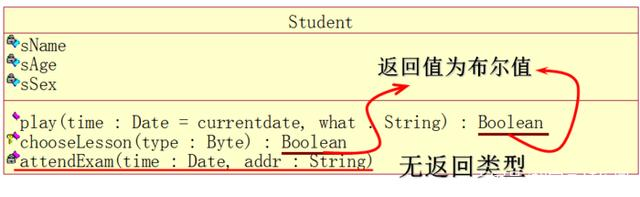 Student
sName
sAge
sSex
返回值为布尔值
play(time : Date = currentdate, what : String) : Boolean
chooseLesson(type : Byte) : Boolean
attendExam(time : Date, addr : String)
无返回类型